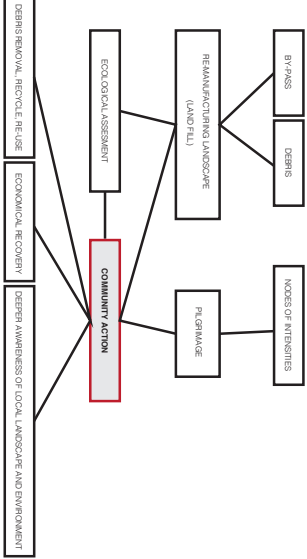 BY-PASS
DEBRIS
NODES OF INTENSITIES
RE-MANUFACTURING LANDSCAPE
(LAND FILL)
PILGRIMAGE
ECOLOGICAL ASSESMENT
COMMUNITY ACTION
DEBRIS REMOVAL, RECYCLE, RE-USE
ECONOMICAL RECOVERY
DEEPER AWARENESS OF LOCAL LANDSCAPE AND ENVIRONMENT